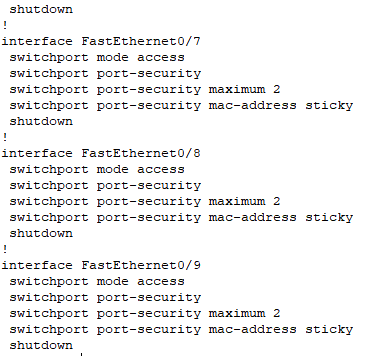 shutdown
!
interface FastEthernet0/7
switchport mode access
switchport port-security
switchport port-security maximum 2
switchport port-security mac-address sticky
shutdown
!
interface FastEthernet0/8
switchport mode access
switchport port-security
switchport port-security maximum 2
switchport port-security mac-address sticky
shutdown
!
interface FastEthernet0/9
switchport mode access
switchport port-security
switchport port-security maximum 2
switchport port-security mac-address sticky
shutdown